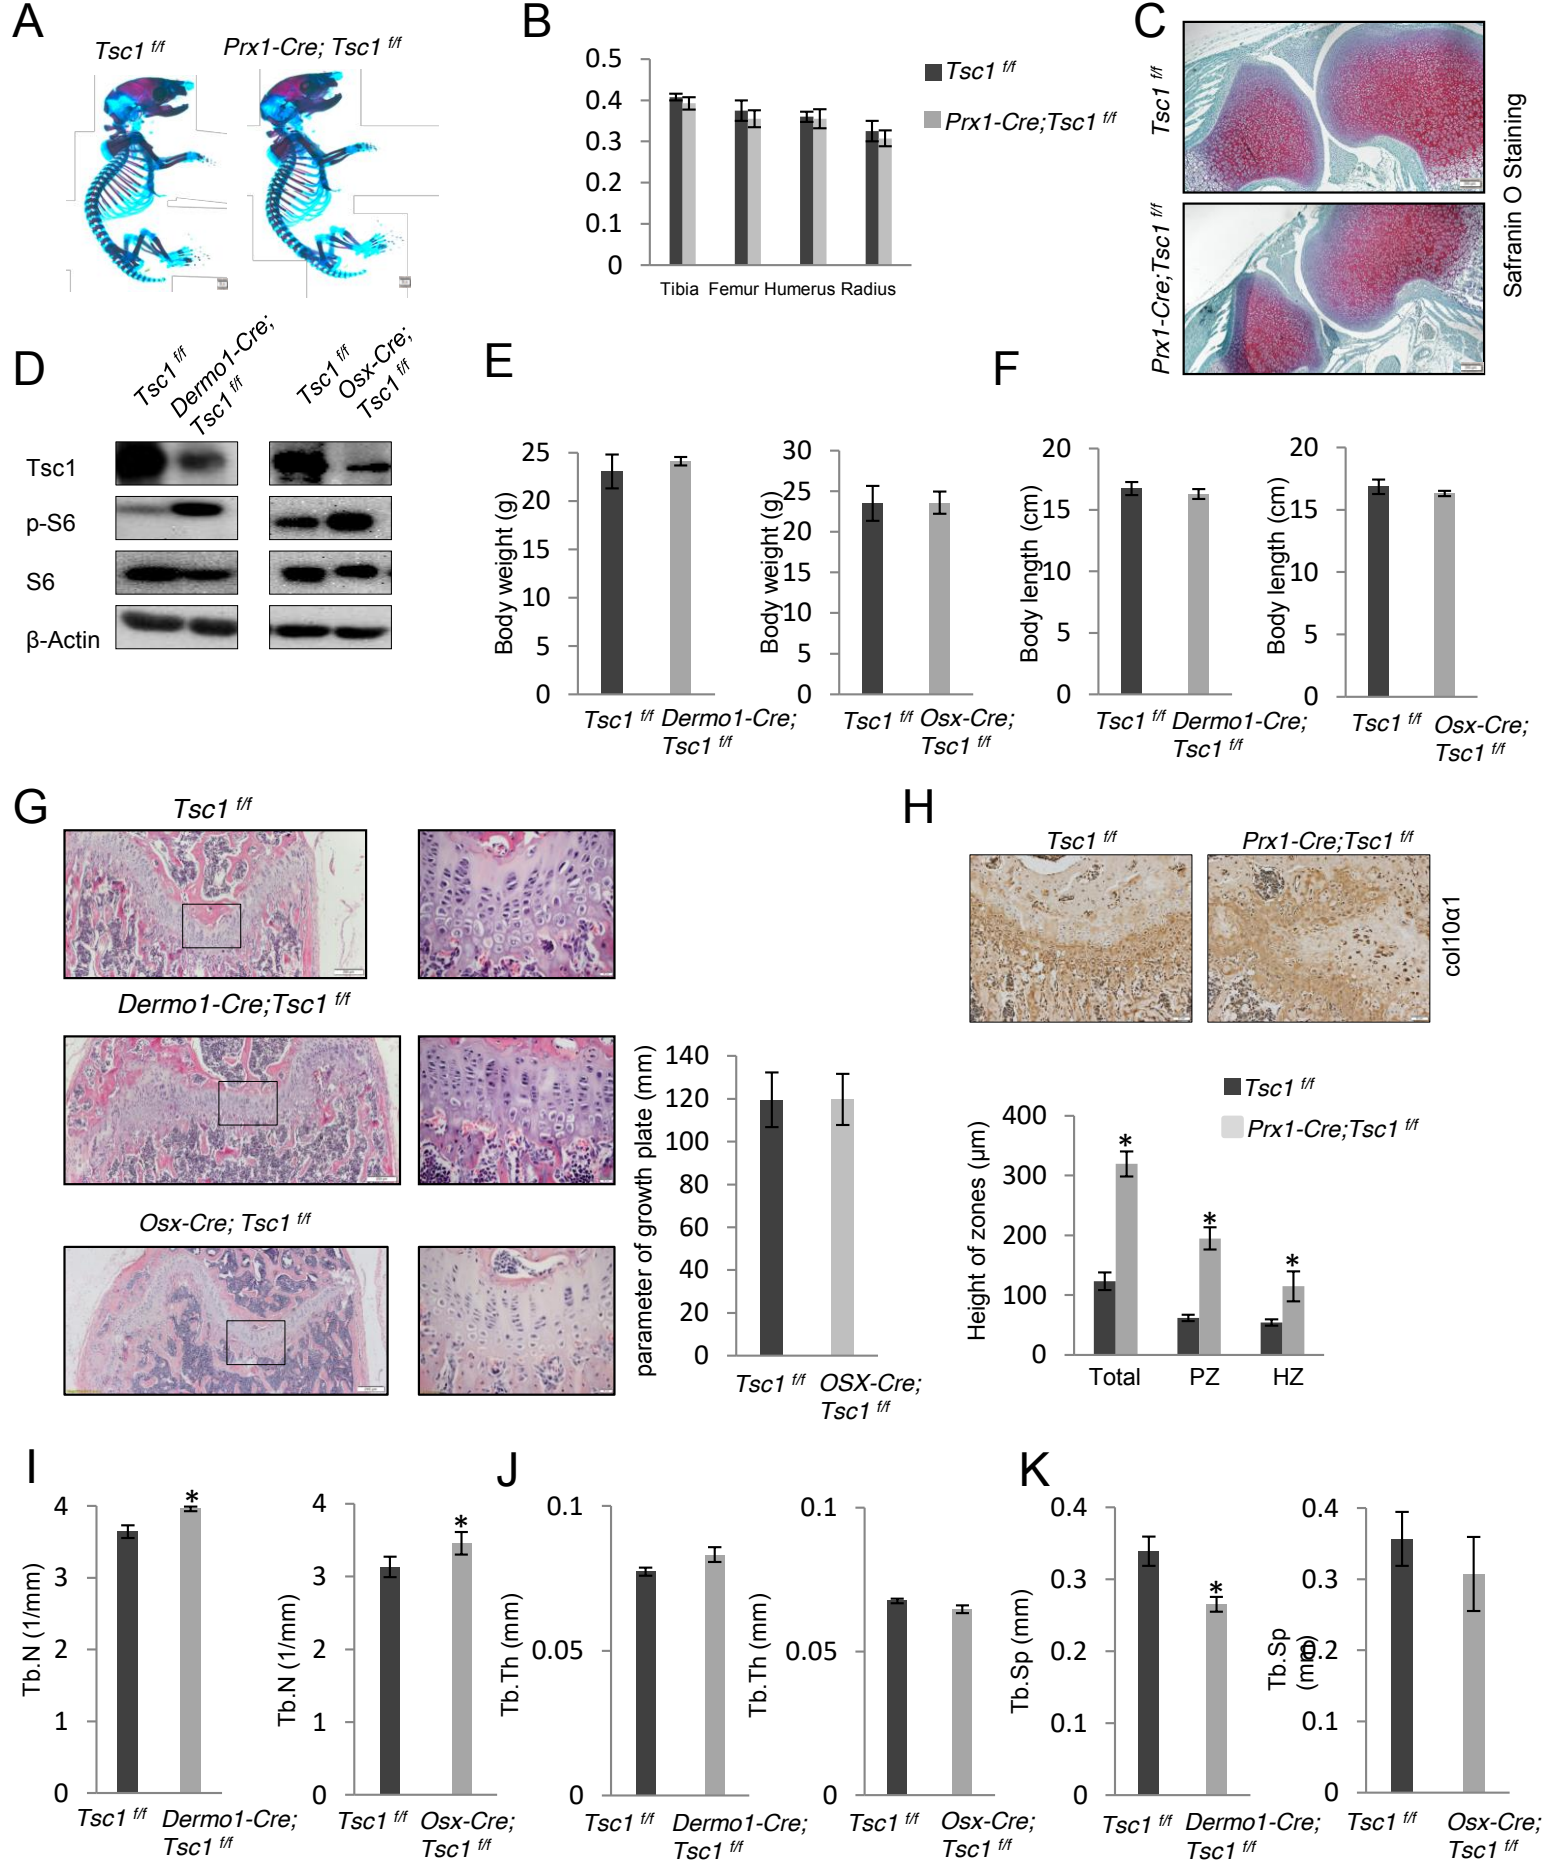 A
Tsc1 f/f
Prx1-Cre; Tsc1 f/f
B
0.5
0.4
0.3
0.2
0.1
0
Tibia Femur Humerus Radius
Tsc1 f/f
Prx1-Cre;Tsc1 f/f
C
Tsc1 f/f
Prx1-Cre;Tsc1 f/f
Safranin O Staining
D
Tsc1 f/f
Dermo1-Cre;
Tsc1 f/f
Tsc1 f/f
Osx-Cre;
Tsc1 f/f
Tsc1
p-S6
S6
β-Actin
E
Body weight (g)
25
20
15
10
5
0
Tsc1 f/f Dermo1-Cre;
Tsc1 f/f
Body weight (g)
30
25
20
15
10
5
0
Tsc1 f/f Osx-Cre;
Tsc1 f/f
F
Body length (cm)
20
15
10
5
0
Tsc1 f/f Dermo1-Cre;
Tsc1 f/f
Body length (cm)
20
15
10
5
0
Tsc1 f/f Osx-Cre;
Tsc1 f/f
G
Tsc1 f/f
Dermo1-Cre;Tsc1 f/f
Osx-Cre; Tsc1 f/f
parameter of growth plate (mm)
140
120
100
80
60
40
20
0
Tsc1 f/f OSX-Cre;
Tsc1 f/f
H
Tsc1 f/f
Prx1-Cre;Tsc1 f/f
col10α1
Tsc1 f/f
Prx1-Cre;Tsc1 f/f
Height of zones (μm)
400
300
200
100
0
*
*
*
Total PZ HZ
I
Tb.N (1/mm)
4
3
2
1
0
*
Tsc1 f/f Dermo1-Cre;
Tsc1 f/f
Tb.N (1/mm)
4
3
2
1
0
*
Tsc1 f/f Osx-Cre;
Tsc1 f/f
J
Tb.Th (mm)
0.1
0.05
0
Tsc1 f/f Dermo1-Cre;
Tsc1 f/f
Tb.Th (mm)
0.1
0.05
0
Tsc1 f/f Osx-Cre;
Tsc1 f/f
K
Tb.Sp (mm)
0.4
0.3
0.2
0.1
0
*
Tsc1 f/f Dermo1-Cre;
Tsc1 f/f
Tb.Sp
(mm)
0.4
0.3
0.2
0.1
0
Tsc1 f/f Osx-Cre;
Tsc1 f/f